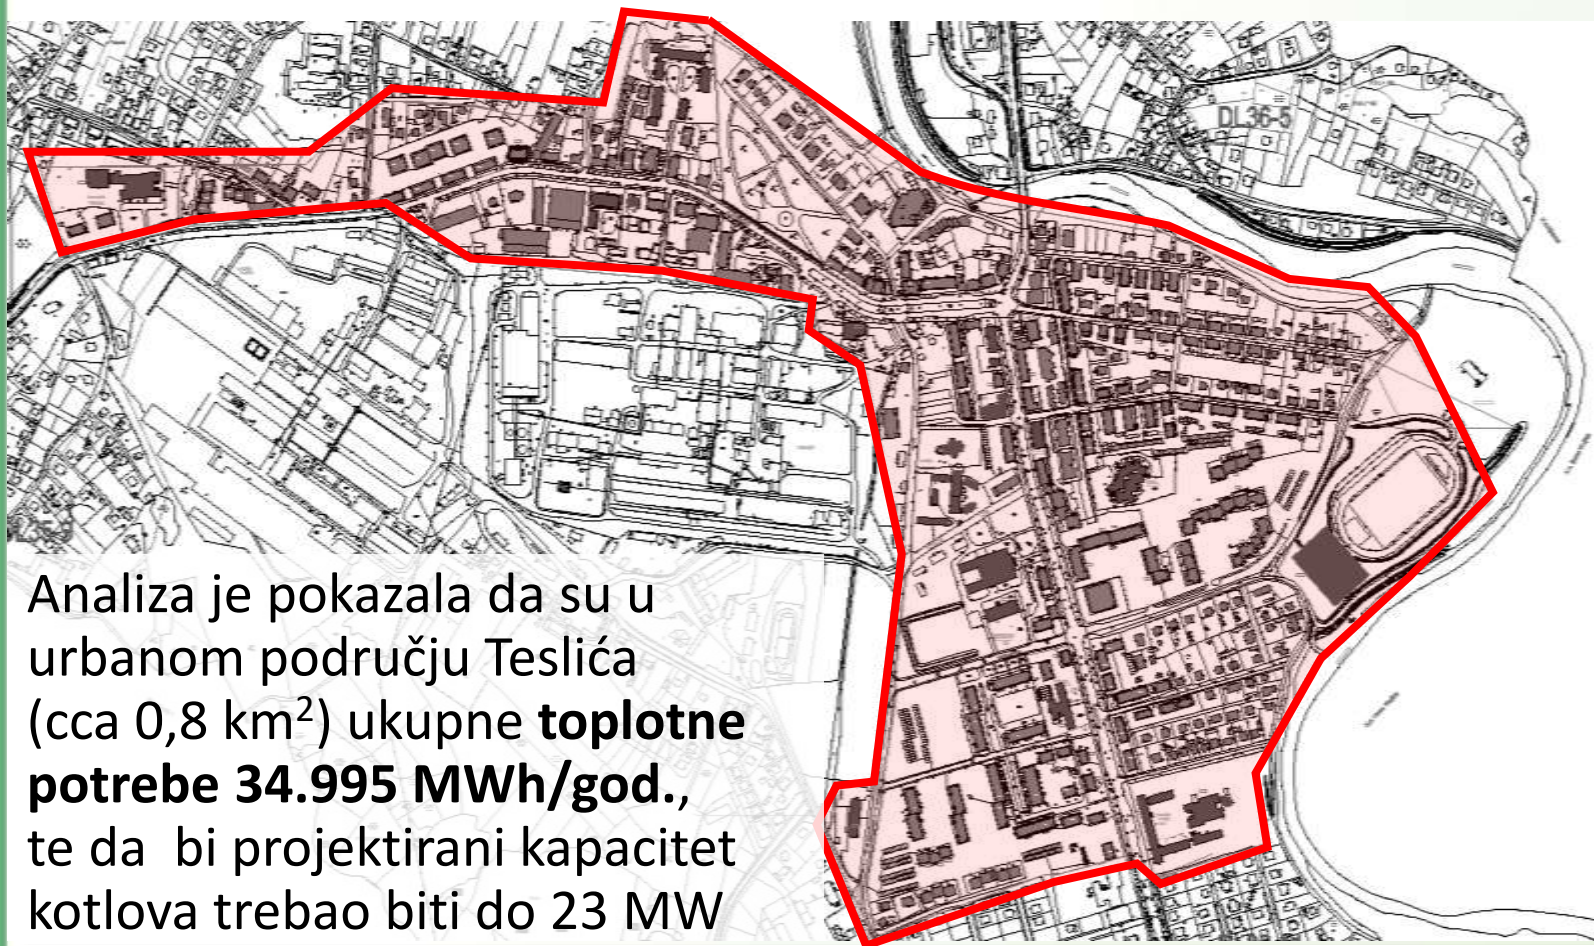 DL36-5
Analiza je pokazala da su u
urbanom području Teslića
(cca 0,8 km²) ukupne toplotne
potrebe 34.995 MWh/god.,
te da  bi projektirani kapacitet
kotlova trebao biti do 23 MW